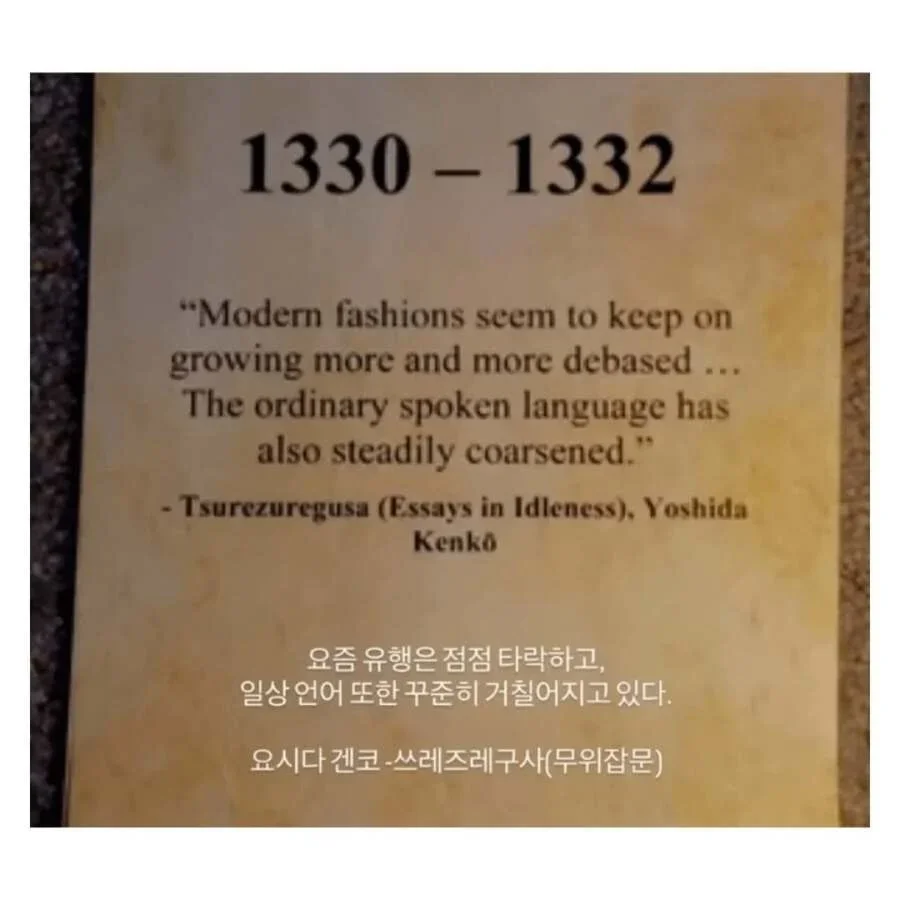 1330 – 1332
“Modern fashions seem to keep on
growing more and more debased …
The ordinary spoken language has
also steadily coarsened.”
- Tsurezuregusa (Essays in Idleness), Yoshida
Kenkō
요즘 유행은 점점 타락하고,
일상 언어 또한 꾸준히 거칠어지고 있다.
요시다 겐코 -쓰레즈레구사(무위잡문)